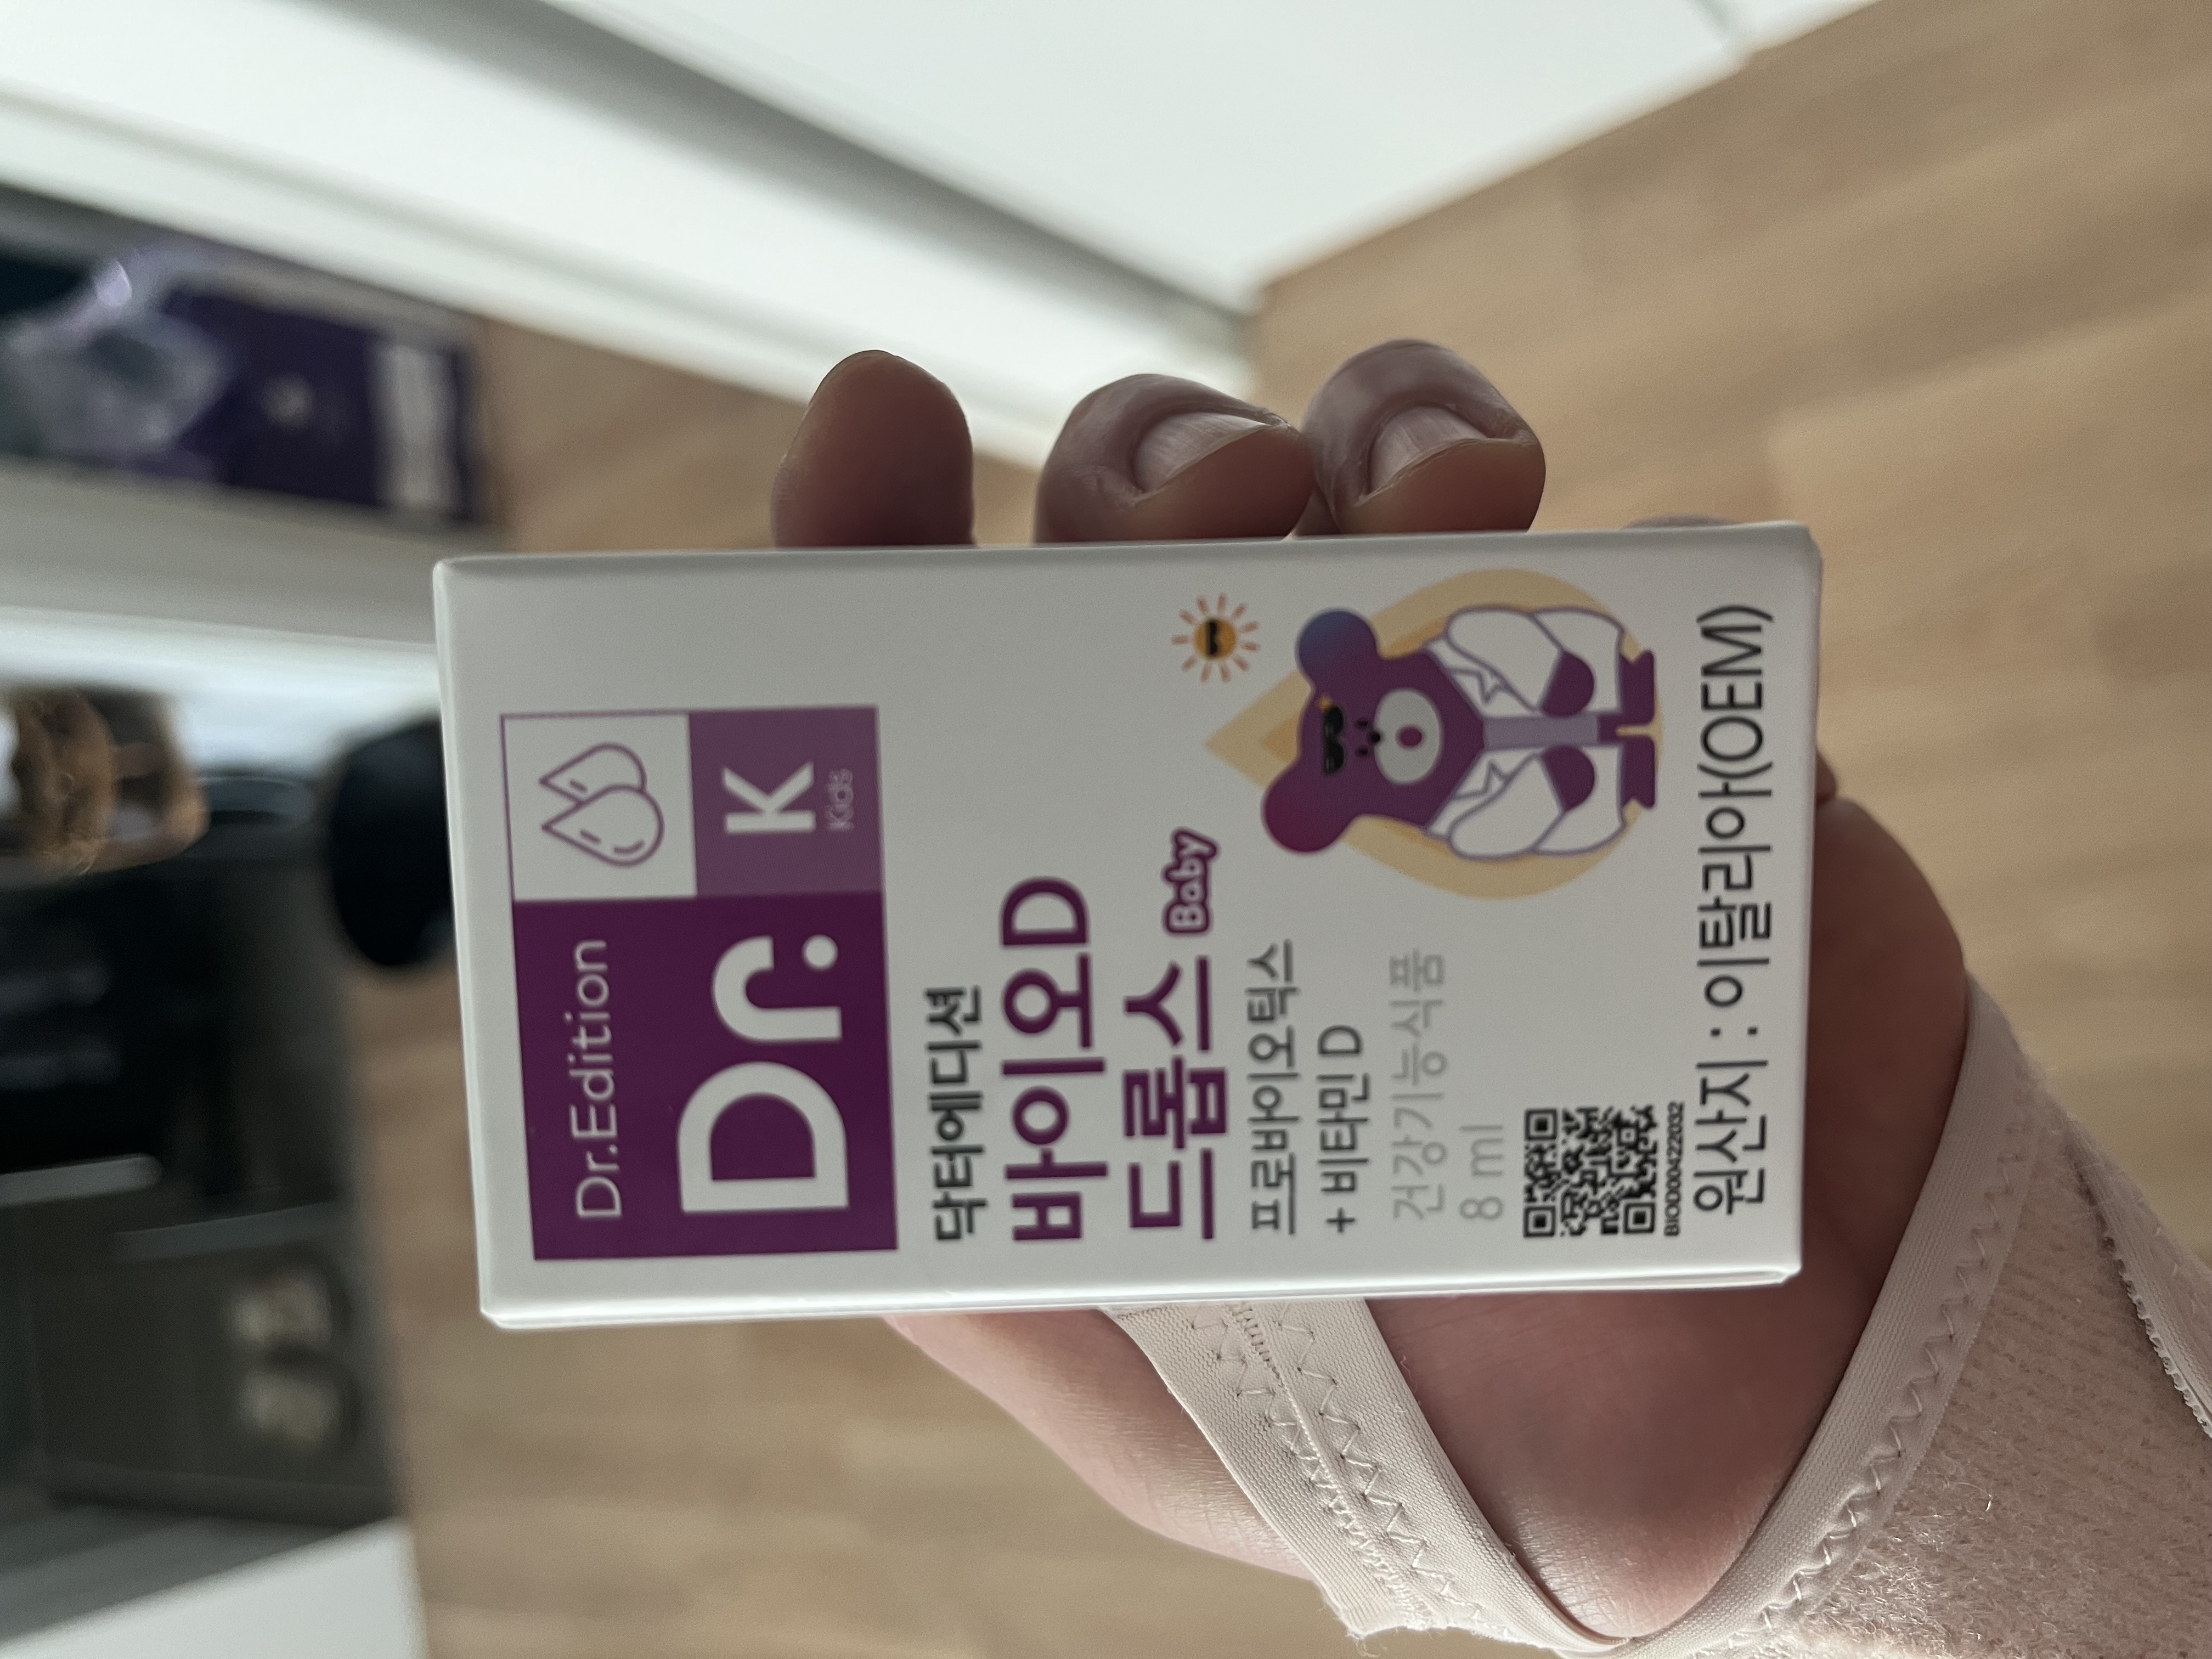 Dr.Edition
Dr.
K
Kids
닥터에디션
바이오D
드롭스 Baby
프로바이오틱스
+ 비타민 D
건강기능식품
8 ml
BIOD00422032
원산지 : 이탈리아(OEM)